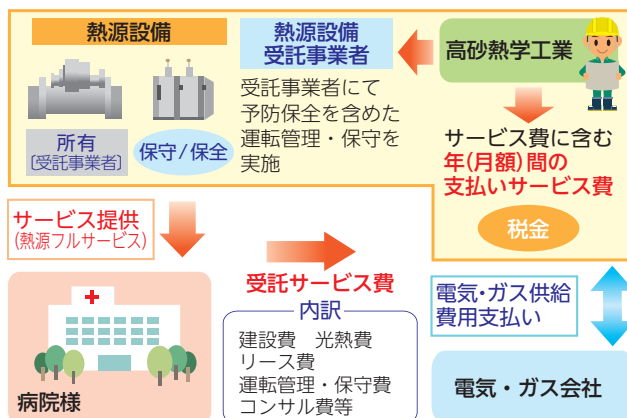 熱源設備
所有
〔受託事業者〕
保守/保全
熱源設備
受託事業者
受託事業者にて
予防保全を含めた
運転管理・保守を
実施
高砂熱学工業
サービス費に含む
年(月額)間の
支払いサービス費
税金
サービス提供
(熱源フルサービス)
病院様
受託サービス費
内訳
建設費 光熱費
リース費
運転管理・保守費
コンサル費等
電気・ガス供給
費用支払い
電気・ガス会社